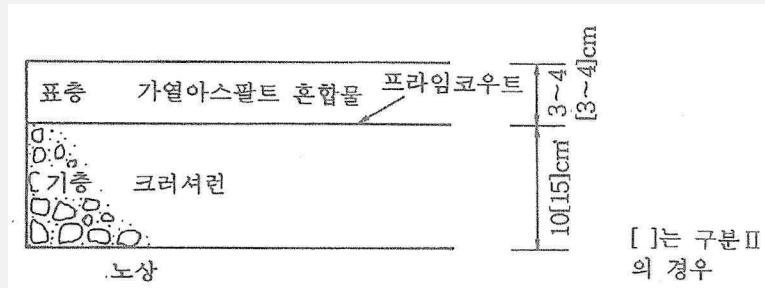 표층 가열아스팔트 혼합물 프라임코우트
3~4
[3~4]cm
기층 크러셔런
10[15]cm
노상
[ ]는 구분Ⅱ
의 경우